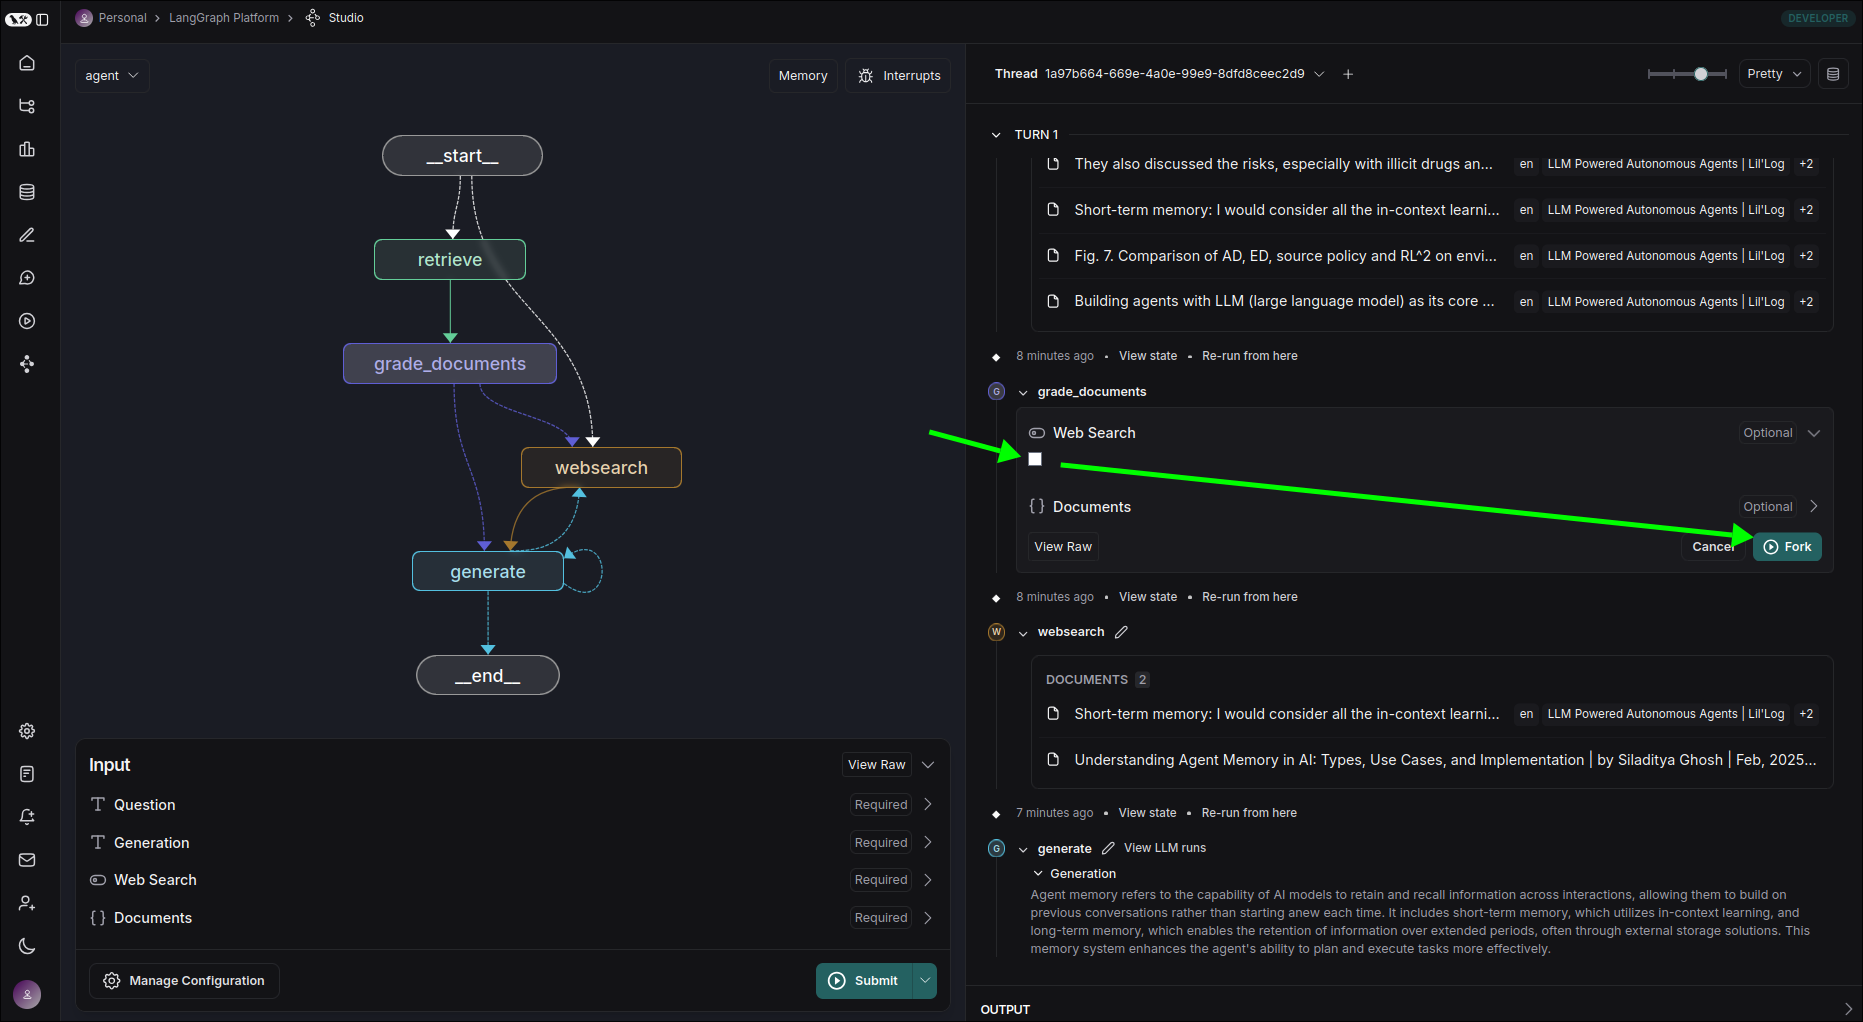 Personal
LangGraph Platform
Studio
DEVELOPER
agent
Memory
Interrupts
__start__
retrieve
grade_documents
websearch
generate
__end__
Input
View Raw
Question
Required
Generation
Required
Web Search
Required
Documents
Required
Manage Configuration
Submit
Thread 1a97b664-669e-4a0e-99e9-8dfd8ceec2d9
Pretty
TURN 1
They also discussed the risks, especially with illicit drugs an... en LLM Powered Autonomous Agents | Lil'Log +2
Short-term memory: I would consider all the in-context learni... en LLM Powered Autonomous Agents | Lil'Log +2
Fig. 7. Comparison of AD, ED, source policy and RL^2 on envi... en LLM Powered Autonomous Agents | Lil'Log +2
Building agents with LLM (large language model) as its core ... en LLM Powered Autonomous Agents | Lil'Log +2
8 minutes ago • View state • Re-run from here
G grade_documents
Web Search Optional
Documents Optional
View Raw Cancel Fork
8 minutes ago • View state • Re-run from here
W websearch
DOCUMENTS 2
Short-term memory: I would consider all the in-context learni... en LLM Powered Autonomous Agents | Lil'Log +2
Understanding Agent Memory in AI: Types, Use Cases, and Implementation | by Siladitya Ghosh | Feb, 2025...
7 minutes ago • View state • Re-run from here
G generate View LLM runs
Generation
Agent memory refers to the capability of AI models to retain and recall information across interactions, allowing them to build on
previous conversations rather than starting anew each time. It includes short-term memory, which utilizes in-context learning, and
long-term memory, which enables the retention of information over extended periods, often through external storage solutions. This
memory system enhances the agent's ability to plan and execute tasks more effectively.
OUTPUT